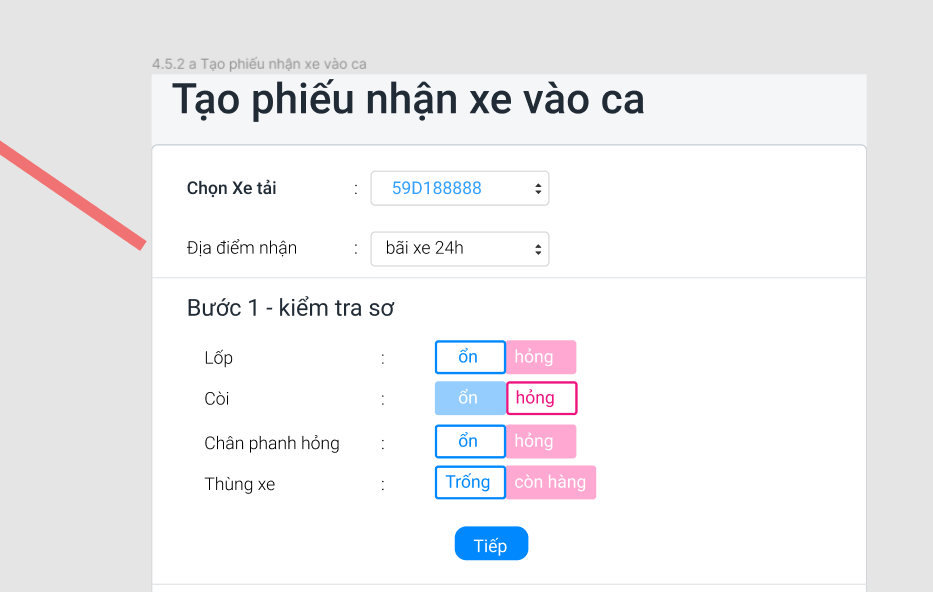 4.5.2 a Tạo phiếu nhận xe vào ca
Tạo phiếu nhận xe vào ca
Chọn Xe tải : 59D188888
Địa điểm nhận : bãi xe 24h
Bước 1 - kiểm tra sơ
Lốp : ổn hỏng
Còi : ổn hỏng
Chân phanh hỏng : ổn hỏng
Thùng xe : Trống còn hàng
Tiếp